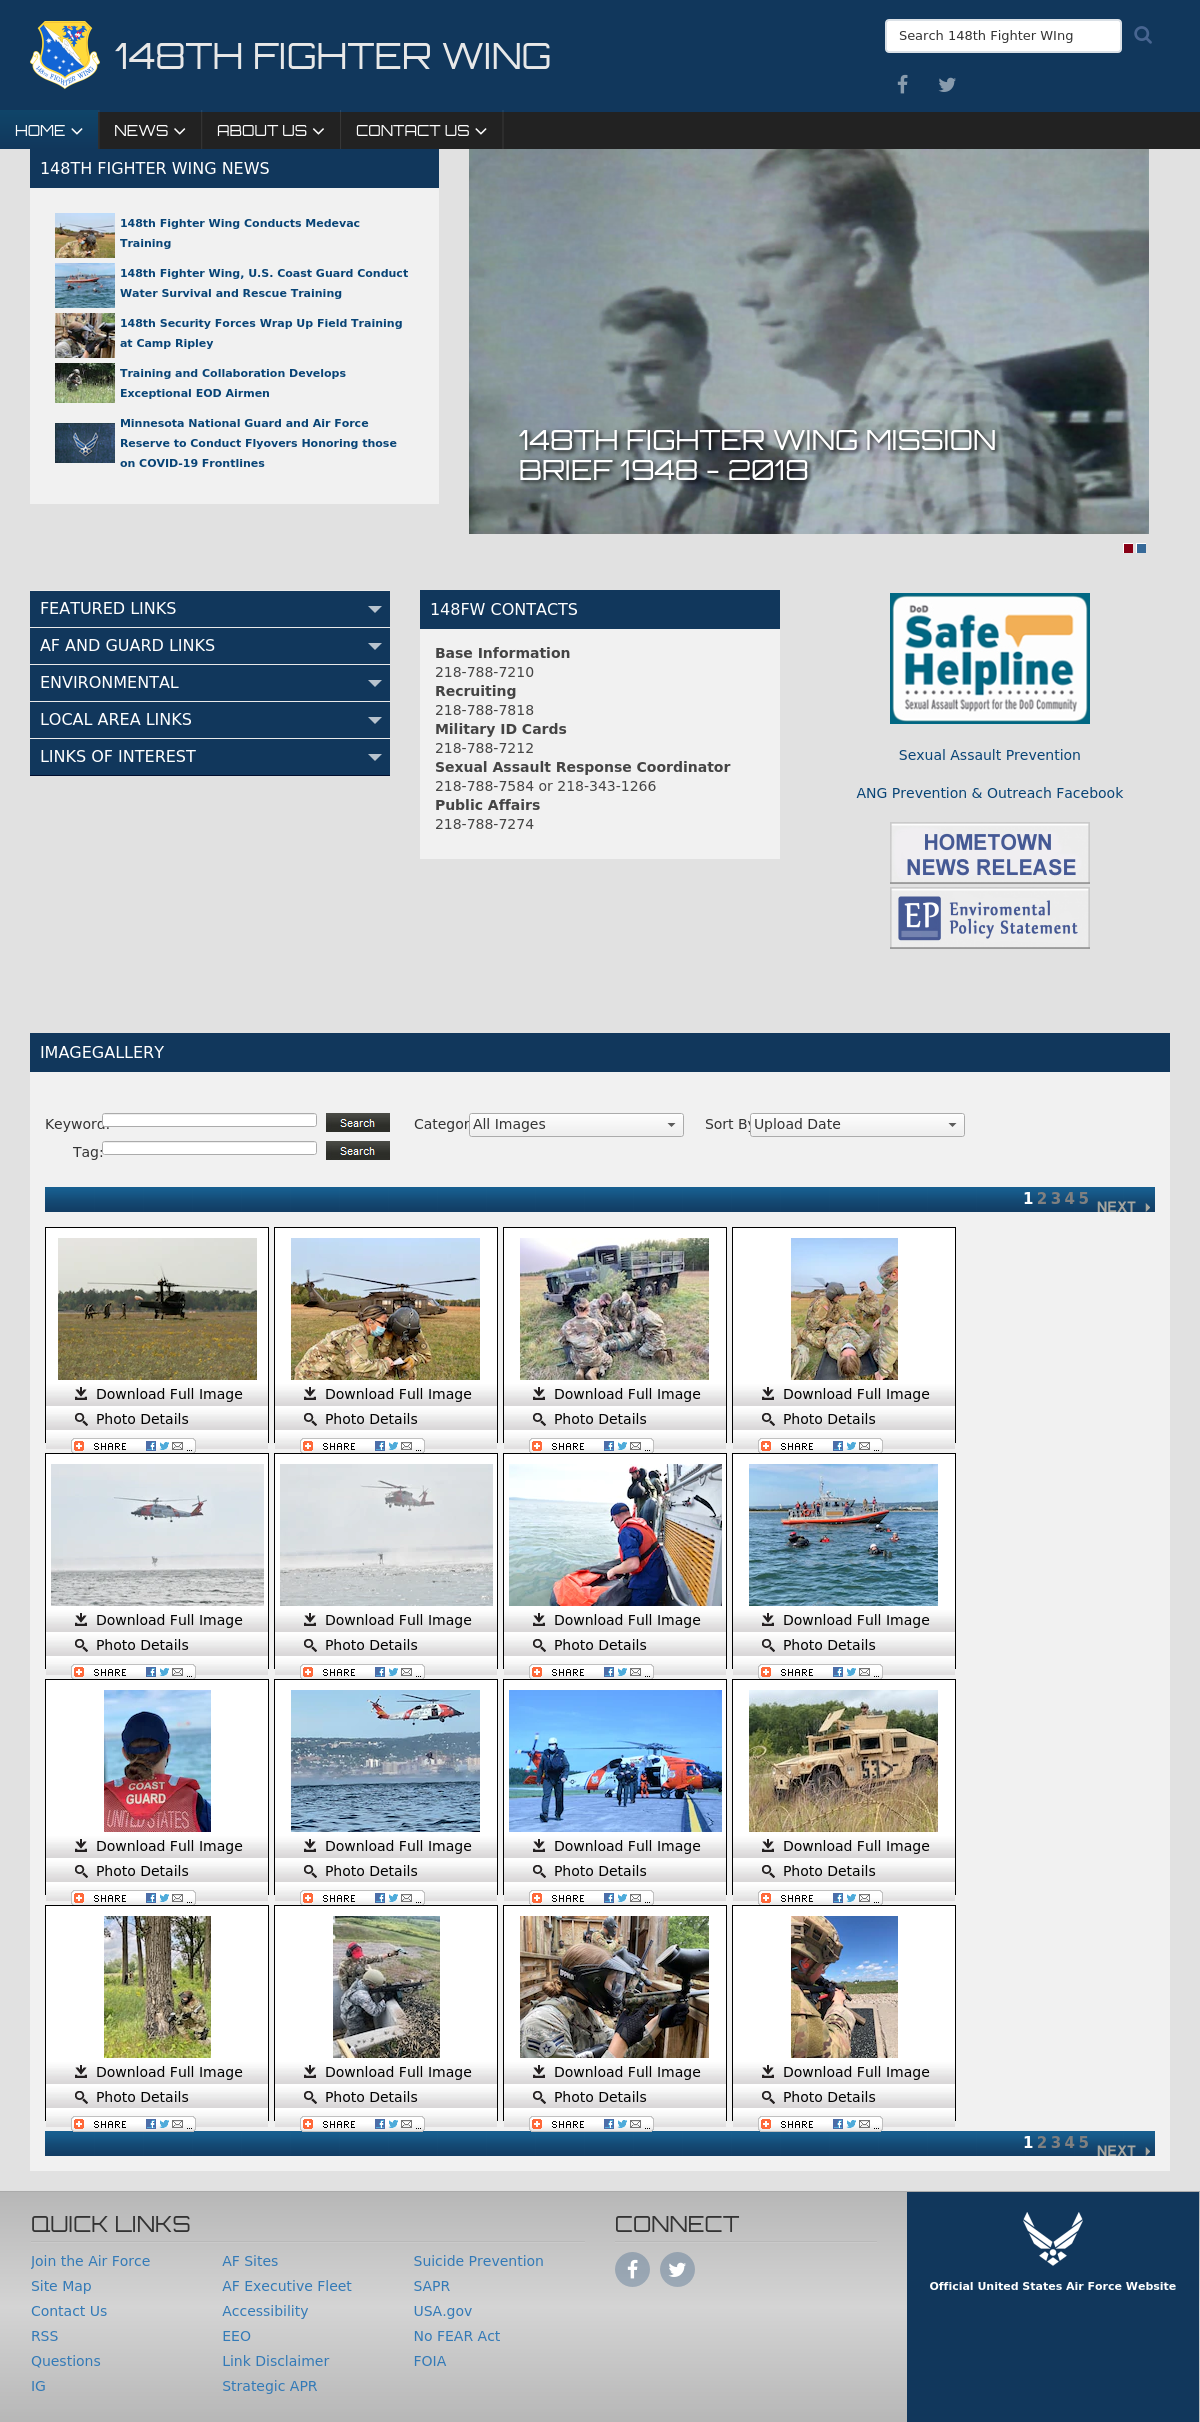 148TH FIGHTER WING
Search 148th Fighter WIng
HOME
NEWS
ABOUT US
CONTACT US
148TH FIGHTER WING NEWS
148th Fighter Wing Conducts Medevac
Training
148th Fighter Wing, U.S. Coast Guard Conduct
Water Survival and Rescue Training
148th Security Forces Wrap Up Field Training
at Camp Ripley
Training and Collaboration Develops
Exceptional EOD Airmen
Minnesota National Guard and Air Force
Reserve to Conduct Flyovers Honoring those
on COVID-19 Frontlines
148TH FIGHTER WING MISSION
BRIEF 1948 - 2018
FEATURED LINKS
AF AND GUARD LINKS
ENVIRONMENTAL
LOCAL AREA LINKS
LINKS OF INTEREST
148FW CONTACTS
Base Information
218-788-7210
Recruiting
218-788-7818
Military ID Cards
218-788-7212
Sexual Assault Response Coordinator
218-788-7584 or 218-343-1266
Public Affairs
218-788-7274
DoD
Safe
Helpline
Sexual Assault Support for the DoD Community
Sexual Assault Prevention
ANG Prevention & Outreach Facebook
HOMETOWN
NEWS RELEASE
EP Enviromental
Policy Statement
IMAGEGALLERY
Keyword: Search Categor All Images Sort By Upload Date
Tag: Search
1 2 3 4 5 NEXT
Download Full Image Download Full Image Download Full Image Download Full Image
Photo Details Photo Details Photo Details Photo Details
SHARE ... SHARE ... SHARE ... SHARE ...
Download Full Image Download Full Image Download Full Image Download Full Image
Photo Details Photo Details Photo Details Photo Details
SHARE ... SHARE ... SHARE ... SHARE ...
COAST
GUARD
UNITED STATES
53
Download Full Image Download Full Image Download Full Image Download Full Image
Photo Details Photo Details Photo Details Photo Details
SHARE ... SHARE ... SHARE ... SHARE ...
Download Full Image Download Full Image Download Full Image Download Full Image
Photo Details Photo Details Photo Details Photo Details
SHARE ... SHARE ... SHARE ... SHARE ...
1 2 3 4 5 NEXT
QUICK LINKS
Join the Air Force
Site Map
Contact Us
RSS
Questions
IG
AF Sites
AF Executive Fleet
Accessibility
EEO
Link Disclaimer
Strategic APR
Suicide Prevention
SAPR
USA.gov
No FEAR Act
FOIA
CONNECT
Official United States Air Force Website